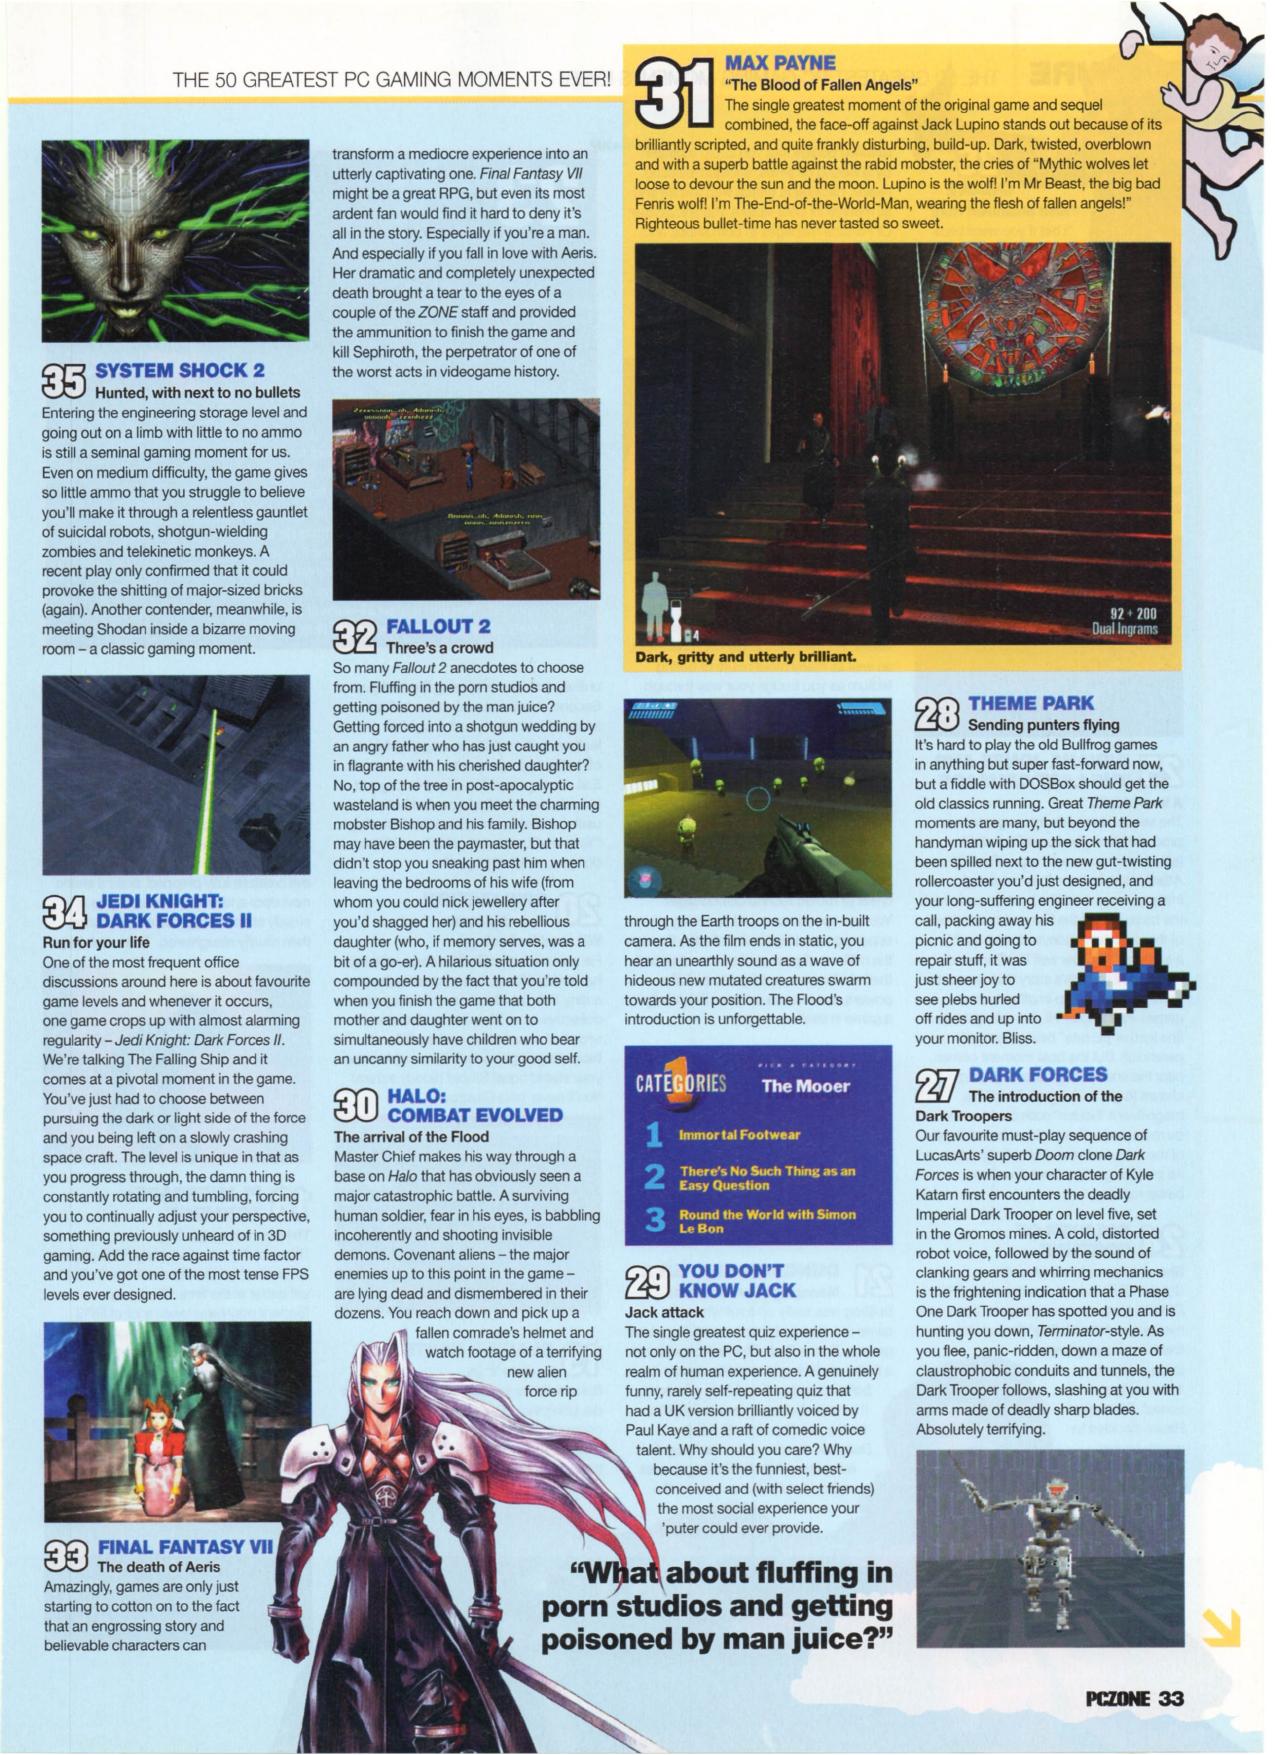 THE 50 GREATEST PC GAMING MOMENTS EVER!
35 SYSTEM SHOCK 2
Hunted, with next to no bullets
Entering the engineering storage level and
going out on a limb with little to no ammo
is still a seminal gaming moment for us.
Even on medium difficulty, the game gives
so little ammo that you struggle to believe
you'll make it through a relentless gauntlet
of suicidal robots, shotgun-wielding
zombies and telekinetic monkeys. A
recent play only confirmed that it could
provoke the shitting of major-sized bricks
(again). Another contender, meanwhile, is
meeting Shodan inside a bizarre moving
room – a classic gaming moment.
34 JEDI KNIGHT:
DARK FORCES II
Run for your life
One of the most frequent office
discussions around here is about favourite
game levels and whenever it occurs,
one game crops up with almost alarming
regularity – Jedi Knight: Dark Forces II.
We're talking The Falling Ship and it
comes at a pivotal moment in the game.
You've just had to choose between
pursuing the dark or light side of the force
and you being left on a slowly crashing
space craft. The level is unique in that as
you progress through, the damn thing is
constantly rotating and tumbling, forcing
you to continually adjust your perspective,
something previously unheard of in 3D
gaming. Add the race against time factor
and you've got one of the most tense FPS
levels ever designed.
33 FINAL FANTASY VII
The death of Aeris
Amazingly, games are only just
starting to cotton on to the fact
that an engrossing story and
believable characters can
transform a mediocre experience into an
utterly captivating one. Final Fantasy VII
might be a great RPG, but even its most
ardent fan would find it hard to deny it's
all in the story. Especially if you're a man.
And especially if you fall in love with Aeris.
Her dramatic and completely unexpected
death brought a tear to the eyes of a
couple of the ZONE staff and provided
the ammunition to finish the game and
kill Sephiroth, the perpetrator of one of
the worst acts in videogame history.
32 FALLOUT 2
Three's a crowd
So many Fallout 2 anecdotes to choose
from. Fluffing in the porn studios and
getting poisoned by the man juice?
Getting forced into a shotgun wedding by
an angry father who has just caught you
in flagrante with his cherished daughter?
No, top of the tree in post-apocalyptic
wasteland is when you meet the charming
mobster Bishop and his family. Bishop
may have been the paymaster, but that
didn't stop you sneaking past him when
leaving the bedrooms of his wife (from
whom you could nick jewellery after
you'd shagged her) and his rebellious
daughter (who, if memory serves, was a
bit of a go-er). A hilarious situation only
compounded by the fact that you're told
when you finish the game that both
mother and daughter went on to
simultaneously have children who bear
an uncanny similarity to your good self.
30 HALO:
COMBAT EVOLVED
The arrival of the Flood
Master Chief makes his way through a
base on Halo that has obviously seen a
major catastrophic battle. A surviving
human soldier, fear in his eyes, is babbling
incoherently and shooting invisible
demons. Covenant aliens – the major
enemies up to this point in the game –
are lying dead and dismembered in their
dozens. You reach down and pick up a
fallen comrade's helmet and
watch footage of a terrifying
new alien
force rip
31 MAX PAYNE
"The Blood of Fallen Angels"
The single greatest moment of the original game and sequel
combined, the face-off against Jack Lupino stands out because of its
brilliantly scripted, and quite frankly disturbing, build-up. Dark, twisted, overblown
and with a superb battle against the rabid mobster, the cries of "Mythic wolves let
loose to devour the sun and the moon. Lupino is the wolf! I'm Mr Beast, the big bad
Fenris wolf! I'm The-End-of-the-World-Man, wearing the flesh of fallen angels!"
Righteous bullet-time has never tasted so sweet.
4
92 + 200
Dual Ingrams
Dark, gritty and utterly brilliant.
through the Earth troops on the in-built
camera. As the film ends in static, you
hear an unearthly sound as a wave of
hideous new mutated creatures swarm
towards your position. The Flood's
introduction is unforgettable.
1
CATEGORIES
PICK A CATEGORY
The Mooer
1 Immortal Footwear
2 There's No Such Thing as an
Easy Question
3 Round the World with Simon
Le Bon
29 YOU DON'T
KNOW JACK
Jack attack
The single greatest quiz experience –
not only on the PC, but also in the whole
realm of human experience. A genuinely
funny, rarely self-repeating quiz that
had a UK version brilliantly voiced by
Paul Kaye and a raft of comedic voice
talent. Why should you care? Why
because it's the funniest, best-
conceived and (with select friends)
the most social experience your
'puter could ever provide.
"What about fluffing in
porn studios and getting
poisoned by man juice?"
28 THEME PARK
Sending punters flying
It's hard to play the old Bullfrog games
in anything but super fast-forward now,
but a fiddle with DOSBox should get the
old classics running. Great Theme Park
moments are many, but beyond the
handyman wiping up the sick that had
been spilled next to the new gut-twisting
rollercoaster you'd just designed, and
your long-suffering engineer receiving a
call, packing away his
picnic and going to
repair stuff, it was
just sheer joy to
see plebs hurled
off rides and up into
your monitor. Bliss.
27 DARK FORCES
The introduction of the
Dark Troopers
Our favourite must-play sequence of
LucasArts' superb Doom clone Dark
Forces is when your character of Kyle
Katarn first encounters the deadly
Imperial Dark Trooper on level five, set
in the Gromos mines. A cold, distorted
robot voice, followed by the sound of
clanking gears and whirring mechanics
is the frightening indication that a Phase
One Dark Trooper has spotted you and is
hunting you down, Terminator-style. As
you flee, panic-ridden, down a maze of
claustrophobic conduits and tunnels, the
Dark Trooper follows, slashing at you with
arms made of deadly sharp blades.
Absolutely terrifying.
PCZONE 33